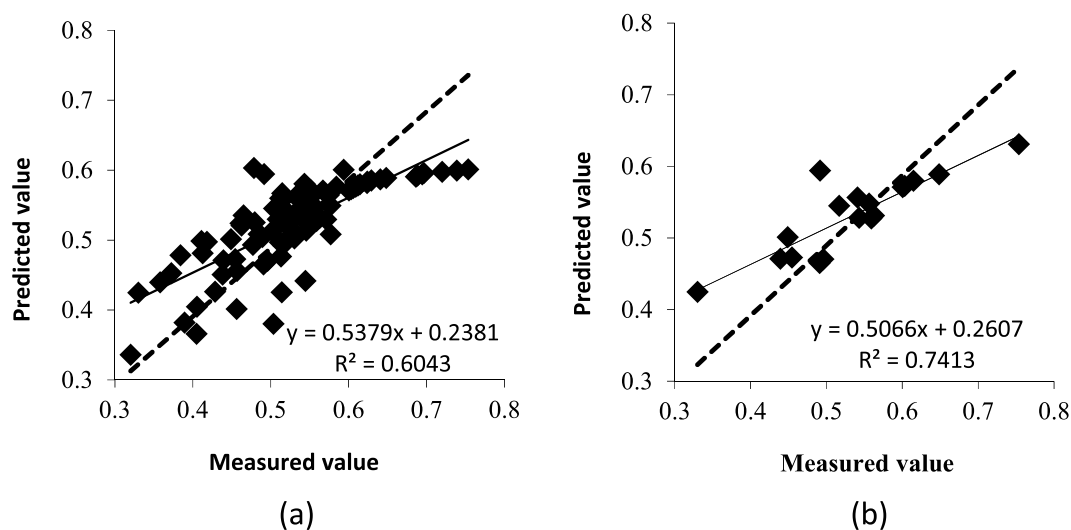 0.8
0.7
0.6
0.5
0.4
0.3
0.3 0.4 0.5 0.6 0.7 0.8
Predicted value
Measured value
y = 0.5379x + 0.2381
R² = 0.6043
(a)
0.8
0.7
0.6
0.5
0.4
0.3
0.3 0.4 0.5 0.6 0.7 0.8
Predicted value
Measured value
y = 0.5066x + 0.2607
R² = 0.7413
(b)